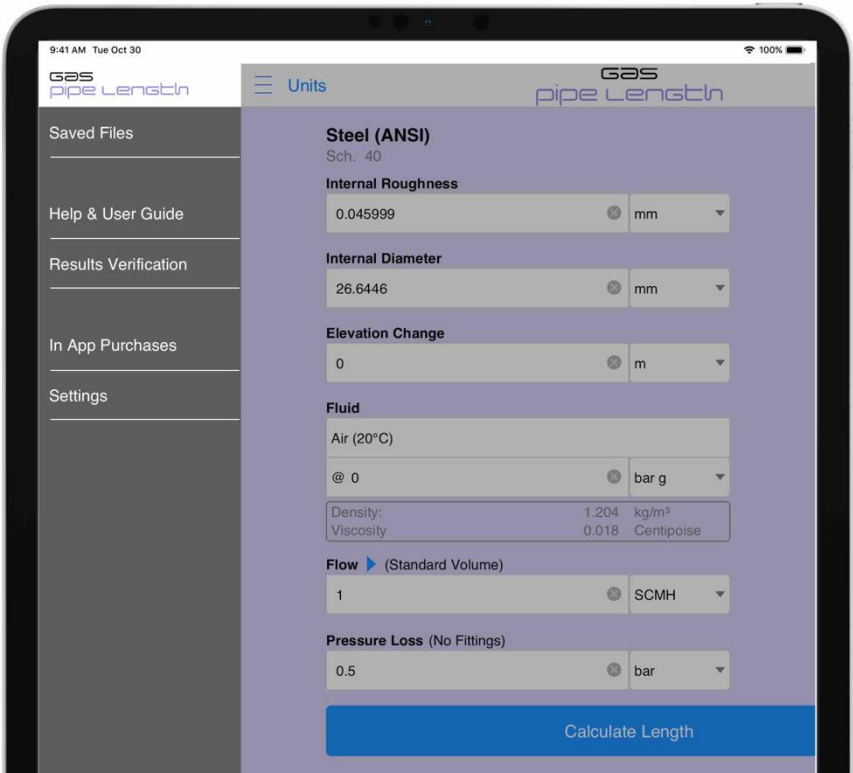 9:41 AM Tue Oct 30
100%
Gas
pipe Length
Units
Gas
pipe Length
Saved Files
Help & User Guide
Results Verification
In App Purchases
Settings
Steel (ANSI)
Sch. 40
Internal Roughness
0.045999 mm
Internal Diameter
26.6446 mm
Elevation Change
0 m
Fluid
Air (20°C)
@ 0 bar g
Density: 1.204 kg/m³
Viscosity 0.018 Centipoise
Flow (Standard Volume)
1 SCMH
Pressure Loss (No Fittings)
0.5 bar
Calculate Length